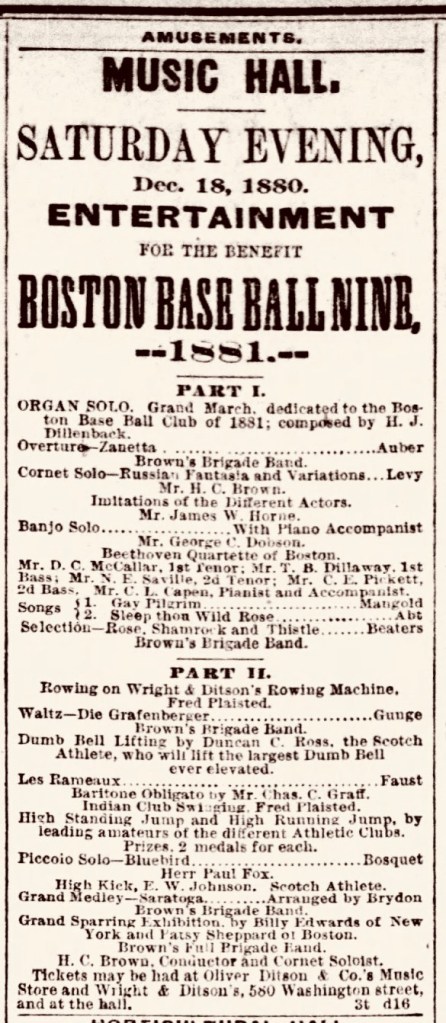 AMUSEMENTS.
MUSIC HALL.
SATURDAY EVENING,
Dec. 18, 1880.
ENTERTAINMENT
FOR THE BENEFIT
BOSTON BASE BALL NINE,
--1881.--
PART I.
ORGAN SOLO. Grand March, dedicated to the Bos-
ton Base Ball Club of 1881; composed by H. J.
Dillenback.
Overture—Zanetta ........................Auber
Brown's Brigade Band.
Cornet Solo—Russian Fantasia and Variations...Levy
Mr. H. C. Brown.
Imitations of the Different Actors.
Mr. James W. Horne.
Banjo Solo................With Piano Accompanist
Mr. George C. Dobson.
Beethoven Quartette of Boston.
Mr. D. C. McCallar, 1st Tenor; Mr. T. B. Dillaway, 1st
Bass; Mr. N. E. Saville, 2d Tenor; Mr. C. E. Pickett,
2d Bass. Mr. C. L. Capen, Pianist and Accompanist.
Songs {1. Gay Pilgrim....................Mangold
{2. Sleep thou Wild Rose...............Abt
Selection—Rose, Shamrock and Thistle......Beaters
Brown's Brigade Band.
PART II.
Rowing on Wright & Ditson's Rowing Machine,
Fred Plaisted.
Waltz—Die Grafenberger....................Gunge
Brown's Brigade Band.
Dumb Bell Lifting by Duncan C. Ross, the Scotch
Athlete, who will lift the largest Dumb Bell
ever elevated.
Les Rameaux..............................Faust
Baritone Obligato by Mr. Chas. C. Graff.
Indian Club Swinging, Fred Plaisted.
High Standing Jump and High Running Jump, by
leading amateurs of the different Athletic Clubs.
Prizes, 2 medals for each.
Piccolo Solo—Bluebird....................Bosquet
Herr Paul Fox.
High Kick, E. W. Johnson, Scotch Athlete.
Grand Medley—Saratoga.........Arranged by Brydon
Brown's Brigade Band.
Grand Sparring Exhibition, by Billy Edwards of New
York and Patsy Sheppard of Boston.
Brown's Full Brigade Band.
H. C. Brown, Conductor and Cornet Soloist.
Tickets may be had at Oliver Ditson & Co.'s Music
Store and Wright & Ditson's, 580 Washington street,
and at the hall. 3t d16